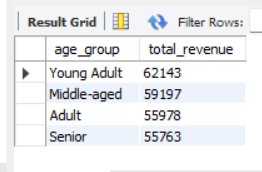 Result Grid Filter Rows:
age_group total_revenue
Young Adult 62143
Middle-aged 59197
Adult 55978
Senior 55763